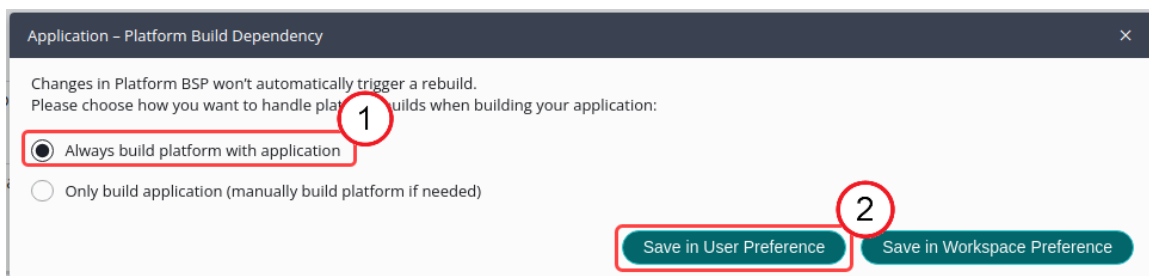 Application – Platform Build Dependency
Changes in Platform BSP won't automatically trigger a rebuild.
Please choose how you want to handle pla uilds when building your application:
1
Always build platform with application
Only build application (manually build platform if needed)
2
Save in User Preference Save in Workspace Preference